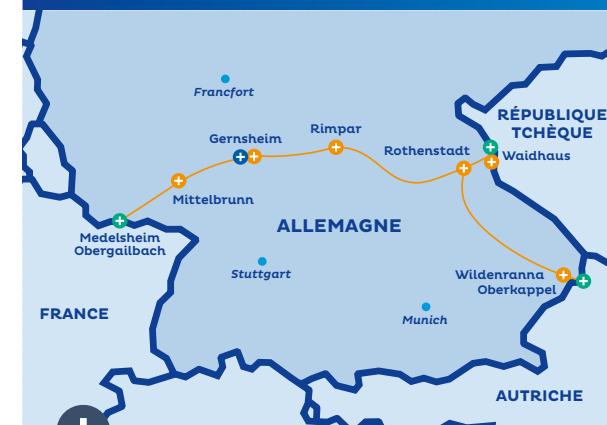 Francfort
RÉPUBLIQUE
TCHÈQUE
Rimpar
Gernsheim
Rothenstadt
Waidhaus
Mittelbrunn
ALLEMAGNE
Medelsheim
Obergailbach
Stuttgart
Wildenranna
Oberkappel
FRANCE
Munich
AUTRICHE